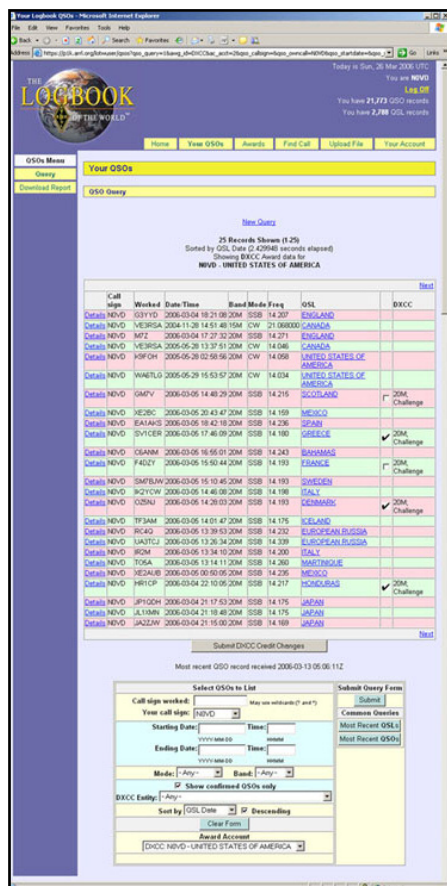 Your Logbook QSOs - Microsoft Internet Explorer
File Edit View Favorites Tools Help
Back Search Favorites
Address Go Links
Today is Sun, 26 Mar 2006 UTC
You are N0VD
Log Off
You have 21,773 QSO records
You have 2,788 QSL records
THE
LOGBOOK
OF THE WORLD
Home Your QSOs Awards Find Call Upload File Your Account
QSOs Menu
Query
Download Report
Your QSOs
QSO Query
New Query
25 Records Shown (1-25)
Sorted by QSL Date (2.429948 seconds elapsed)
Showing DXCC Award data for
N0VD - UNITED STATES OF AMERICA
Next
Call sign Worked Date/Time Band Mode Freq QSL DXCC
Details N0VD G3YYD 2006-03-04 18:21:08 20M SSB 14.207 ENGLAND
Details N0VD VE3RSA 2004-11-28 14:51:48 15M CW 21.068000 CANADA
Details N0VD M7Z 2006-03-04 17:27:32 20M SSB 14.271 ENGLAND
Details N0VD VE3RSA 2005-05-28 13:37:51 20M CW 14.046 CANADA
Details N0VD K9FOH 2005-05-28 02:58:56 20M CW 14.058 UNITED STATES OF AMERICA
Details N0VD WA6TLG 2005-05-29 15:53:57 20M CW 14.034 UNITED STATES OF AMERICA
Details N0VD GM7V 2006-03-05 14:48:29 20M SSB 14.215 SCOTLAND 20M, Challenge
Details N0VD XE2BC 2006-03-05 20:43:47 20M SSB 14.159 MEXICO
Details N0VD EA1AKS 2006-03-05 18:42:18 20M SSB 14.236 SPAIN
Details N0VD SV1CER 2006-03-05 17:46:09 20M SSB 14.180 GREECE 20M, Challenge
Details N0VD C6ANM 2006-03-05 16:55:01 20M SSB 14.243 BAHAMAS
Details N0VD F4DZY 2006-03-05 15:50:44 20M SSB 14.193 FRANCE 20M, Challenge
Details N0VD SM7BJW 2006-03-05 15:10:45 20M SSB 14.193 SWEDEN
Details N0VD IK2YCW 2006-03-05 14:46:08 20M SSB 14.198 ITALY
Details N0VD OZ5NJ 2006-03-05 14:28:03 20M SSB 14.193 DENMARK 20M, Challenge
Details N0VD TF3AM 2006-03-05 14:01:47 20M SSB 14.175 ICELAND
Details N0VD RC4Q 2006-03-05 13:39:53 20M SSB 14.232 EUROPEAN RUSSIA
Details N0VD UA3TCJ 2006-03-05 13:26:34 20M SSB 14.339 EUROPEAN RUSSIA
Details N0VD IR2M 2006-03-05 13:34:10 20M SSB 14.200 ITALY
Details N0VD TO5A 2006-03-05 13:14:11 20M SSB 14.260 MARTINIQUE
Details N0VD XE2AUB 2006-03-05 00:50:05 20M SSB 14.235 MEXICO
Details N0VD HR1CP 2006-03-04 22:10:05 20M SSB 14.217 HONDURAS 20M, Challenge
Details N0VD JP1QDH 2006-03-04 21:17:53 20M SSB 14.175 JAPAN
Details N0VD JL1XMN 2006-03-04 21:18:48 20M SSB 14.175 JAPAN
Details N0VD JA2ZJW 2006-03-04 21:15:00 20M SSB 14.169 JAPAN
Next
Submit DXCC Credit Changes
Most recent QSO record received 2006-03-13 05:06:11Z
Select QSOs to List Submit Query Form
Call sign worked: May use wildcards (? and *) Submit
Your call sign: N0VD Common Queries
Starting Date: Time: Most Recent QSLs
YYYY-MM-DD HHMM Most Recent QSOs
Ending Date: Time:
YYYY-MM-DD HHMM
Mode: -Any- Band: -Any-
Show confirmed QSOs only
DXCC Entity: -Any-
Sort by QSL Date Descending
Clear Form
Award Account
DXCC: N0VD - UNITED STATES OF AMERICA